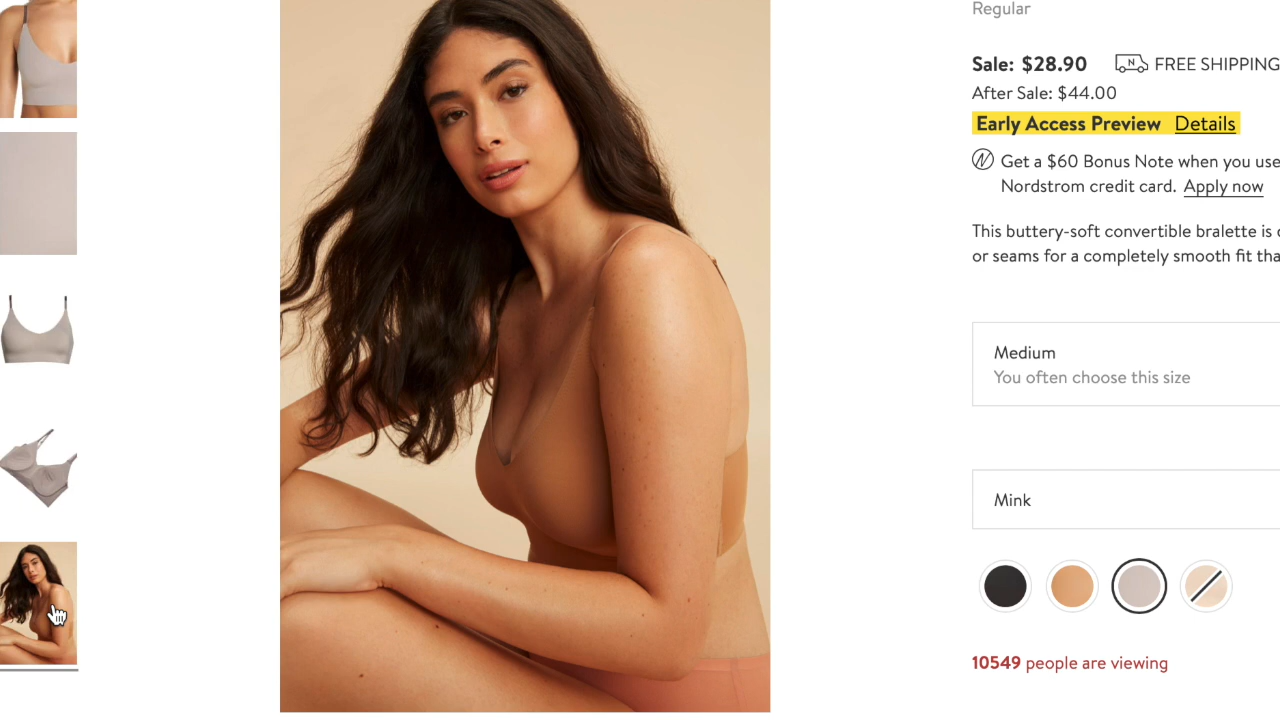 Regular
Sale: $28.90 FREE SHIPPING
After Sale: $44.00
Early Access Preview Details
Get a $60 Bonus Note when you use
Nordstrom credit card. Apply now
This buttery-soft convertible bralette is
or seams for a completely smooth fit
Medium
You often choose this size
Mink
10549 people are viewing